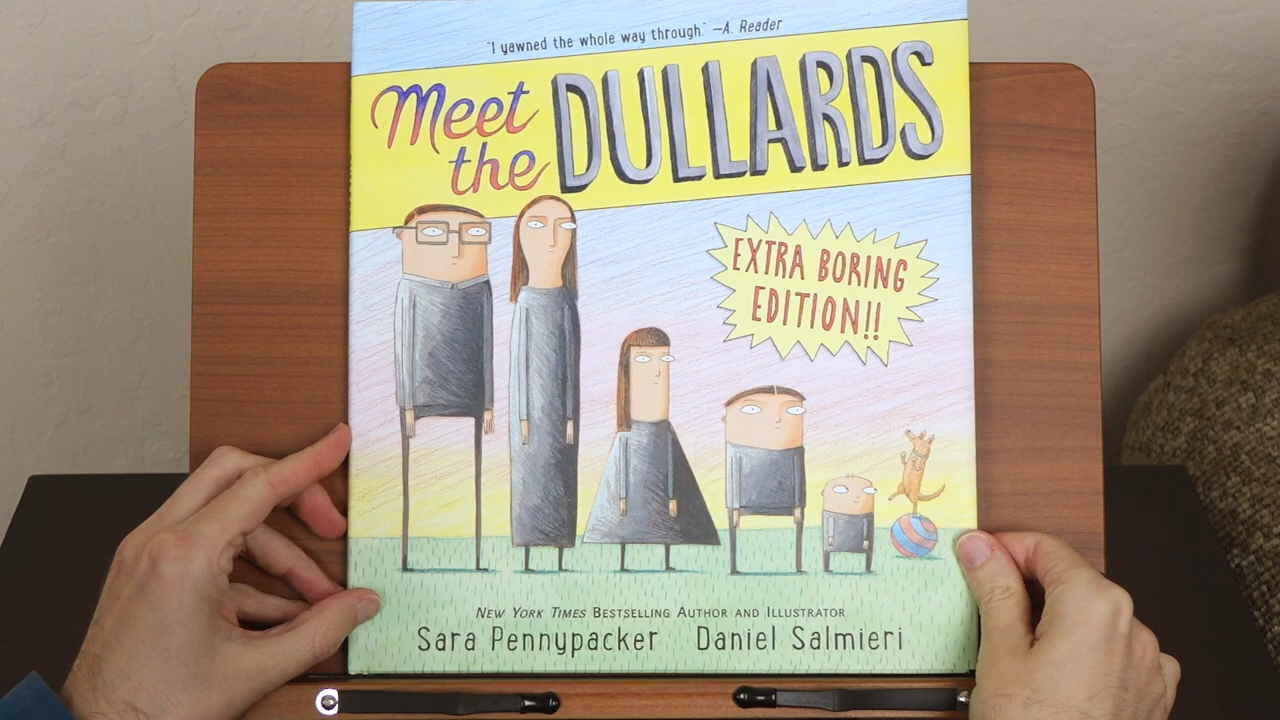 "I yawned the whole way through." —A. Reader
Meet
the DULLARDS
EXTRA BORING
EDITION!!
NEW YORK TIMES BESTSELLING AUTHOR AND ILLUSTRATOR
Sara Pennypacker Daniel Salmieri